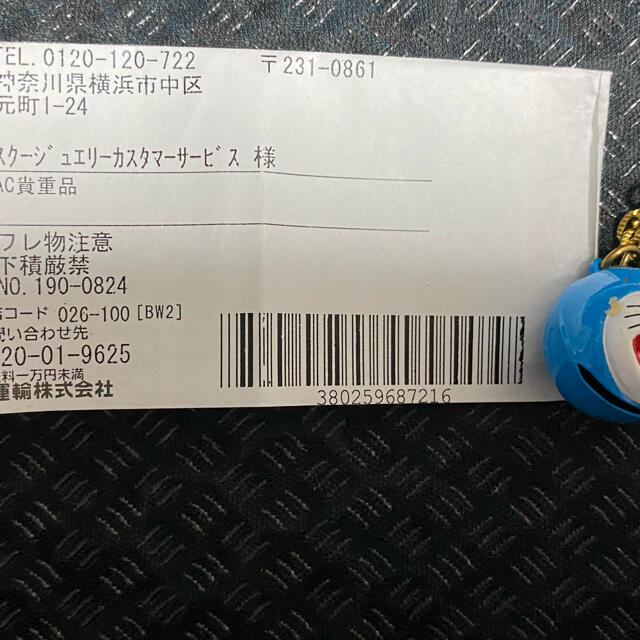 TEL.0120-120-722
〒231-0861
神奈川県横浜市中区
元町1-24
スタージュエリーカスタマーサービス 様
AC貴重品
ワレ物注意
下積厳禁
NO. 190-0824
コード 026-100 [BW2]
問い合わせ先
20-01-9625
料一万円未満
運輸株式会社
380259687216